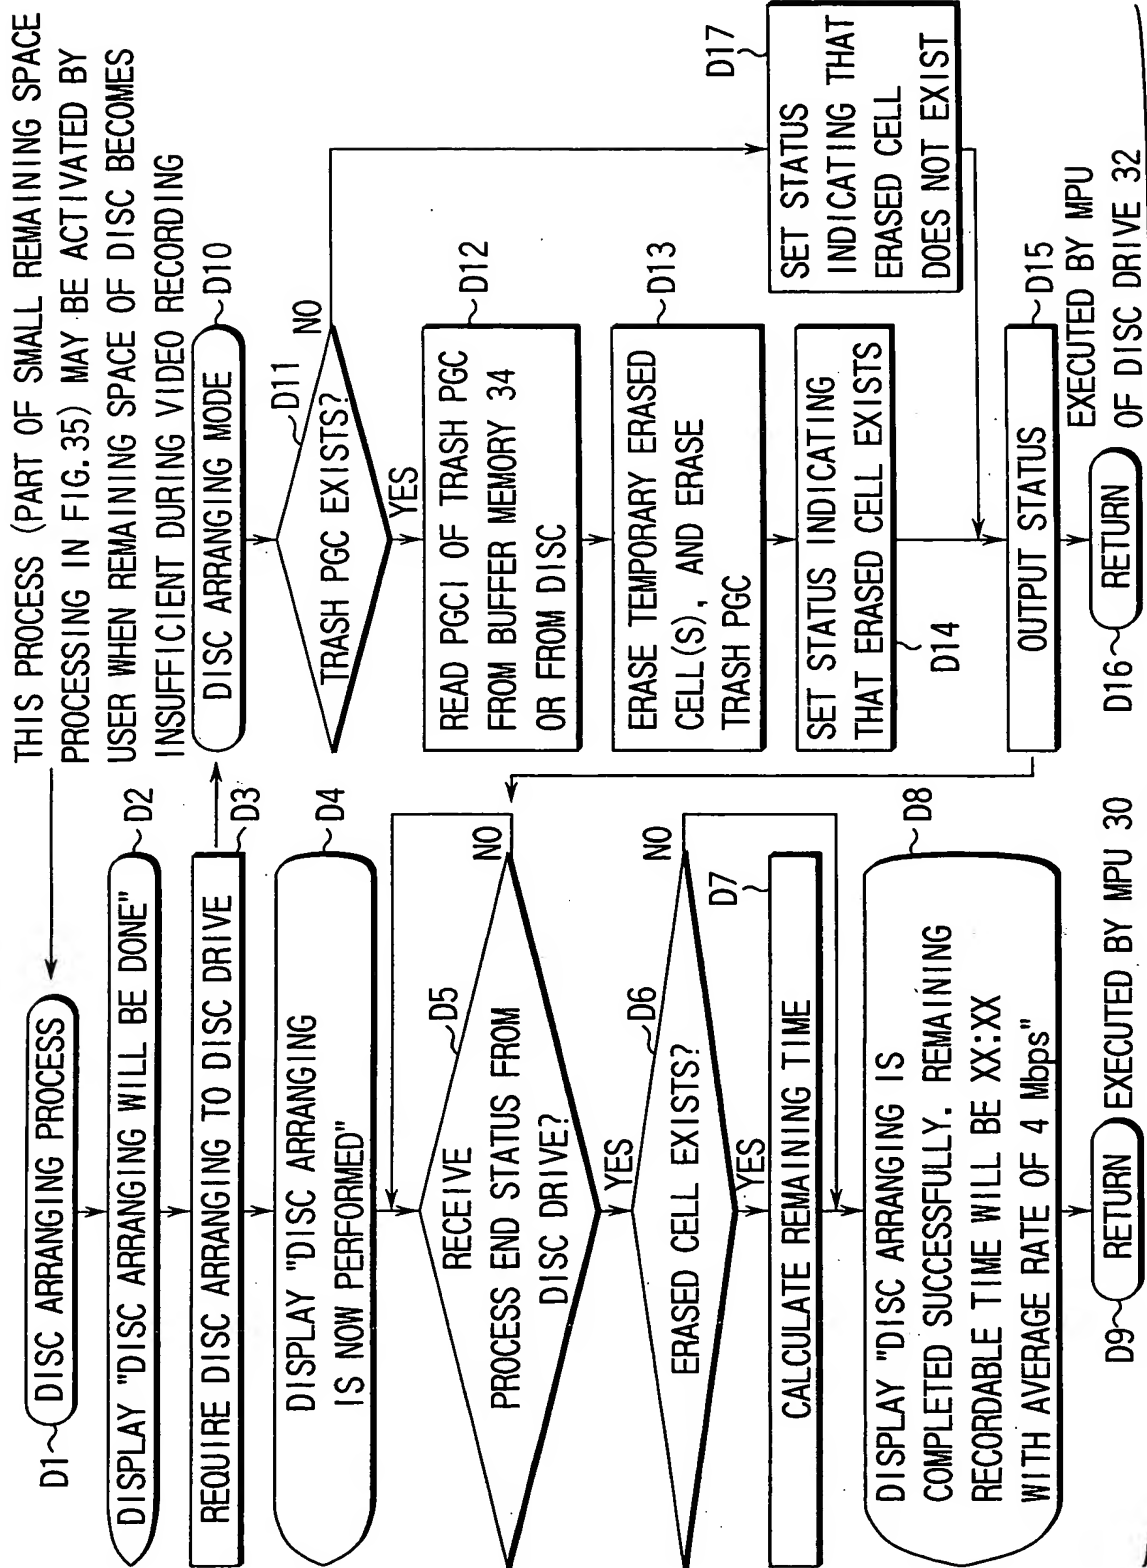 THIS PROCESS (PART OF SMALL REMAINING SPACE
PROCESSING IN FIG.35) MAY BE ACTIVATED BY
USER WHEN REMAINING SPACE OF DISC BECOMES
INSUFFICIENT DURING VIDEO RECORDING
D1
DISC ARRANGING PROCESS
DISPLAY "DISC ARRANGING WILL BE DONE"
D2
REQUIRE DISC ARRANGING TO DISC DRIVE
D3
DISPLAY "DISC ARRANGING
IS NOW PERFORMED"
D4
RECEIVE
PROCESS END STATUS FROM
DISC DRIVE?
D5
NO
YES
ERASED CELL EXISTS?
D6
NO
YES
CALCULATE REMAINING TIME
D7
DISPLAY "DISC ARRANGING IS
COMPLETED SUCCESSFULLY. REMAINING
RECORDABLE TIME WILL BE XX:XX
WITH AVERAGE RATE OF 4 Mbps"
D8
D9
RETURN
EXECUTED BY MPU 30
DISC ARRANGING MODE
D10
TRASH PGC EXISTS?
D11
NO
YES
READ PGCI OF TRASH PGC
FROM BUFFER MEMORY 34
OR FROM DISC
D12
ERASE TEMPORARY ERASED
CELL(S), AND ERASE
TRASH PGC
D13
SET STATUS INDICATING
THAT ERASED CELL EXISTS
D14
SET STATUS
INDICATING THAT
ERASED CELL
DOES NOT EXIST
D17
OUTPUT STATUS
D15
D16
RETURN
EXECUTED BY MPU
OF DISC DRIVE 32